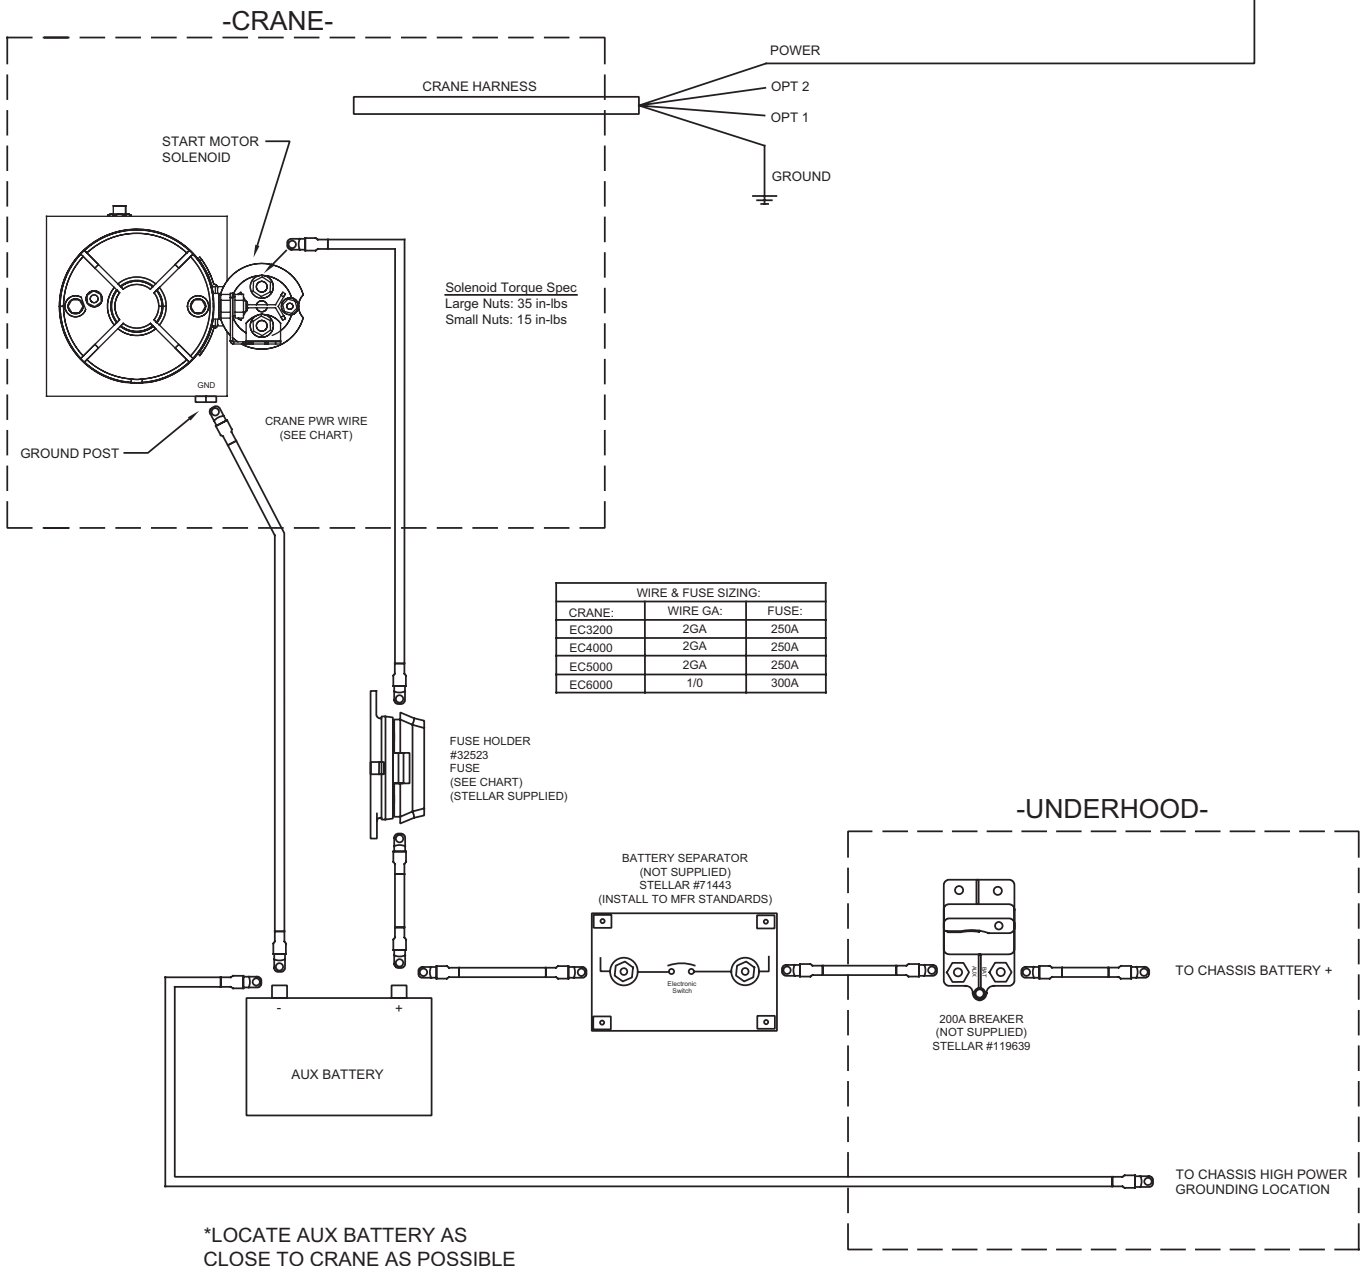 -CRANE-
POWER
CRANE HARNESS
OPT 2
OPT 1
START MOTOR
SOLENOID
GROUND
Solenoid Torque Spec
Large Nuts: 35 in-lbs
Small Nuts: 15 in-lbs
GND
CRANE PWR WIRE
(SEE CHART)
GROUND POST
WIRE & FUSE SIZING:
CRANE: WIRE GA: FUSE:
EC3200 2GA 250A
EC4000 2GA 250A
EC5000 2GA 250A
EC6000 1/0 300A
FUSE HOLDER
#32523
FUSE
(SEE CHART)
(STELLAR SUPPLIED)
-UNDERHOOD-
BATTERY SEPARATOR
(NOT SUPPLIED)
STELLAR #71443
(INSTALL TO MFR STANDARDS)
Electronic
Switch
AUX
BAT
TO CHASSIS BATTERY +
200A BREAKER
(NOT SUPPLIED)
STELLAR #119639
- +
AUX BATTERY
TO CHASSIS HIGH POWER
GROUNDING LOCATION
*LOCATE AUX BATTERY AS
CLOSE TO CRANE AS POSSIBLE